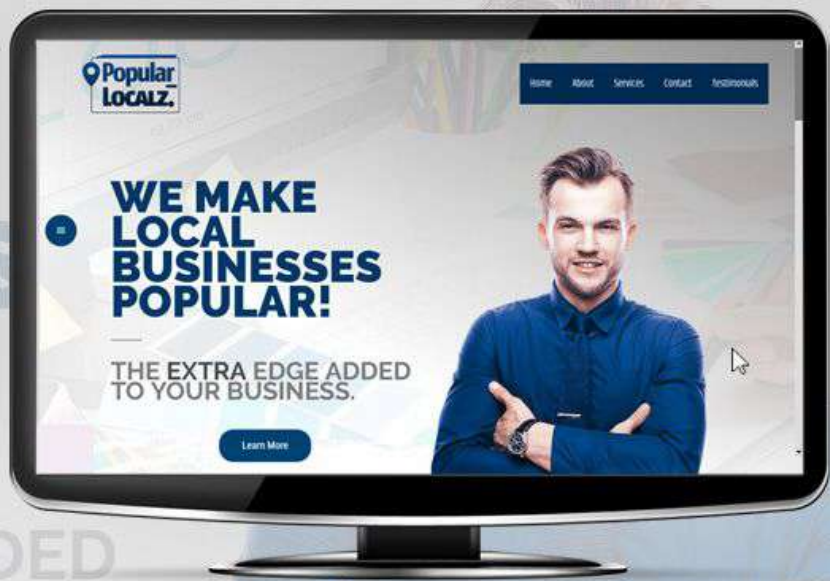 Popular
LOCALZ.
Home About Services Contact Testimonials
WE MAKE
LOCAL
BUSINESSES
POPULAR!
THE EXTRA EDGE ADDED
TO YOUR BUSINESS.
Learn More
DED